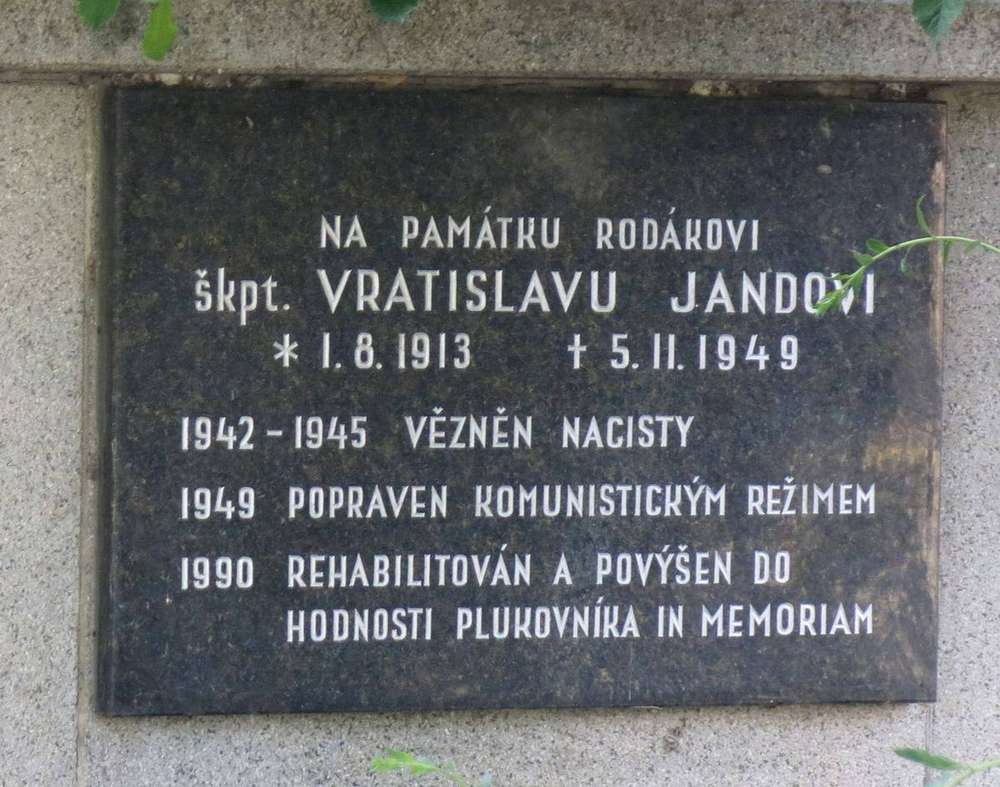 NA PAMÁTKU RODÁKOVI
škpt. VRATISLAVU JANDOVI
* 1.8.1913 † 5.11.1949
1942 – 1945 VĚZNĚN NACISTY
1949 POPRAVEN KOMUNISTICKÝM REŽIMEM
1990 REHABILITOVÁN A POVÝŠEN DO
HODNOSTI PLUKOVNÍKA IN MEMORIAM